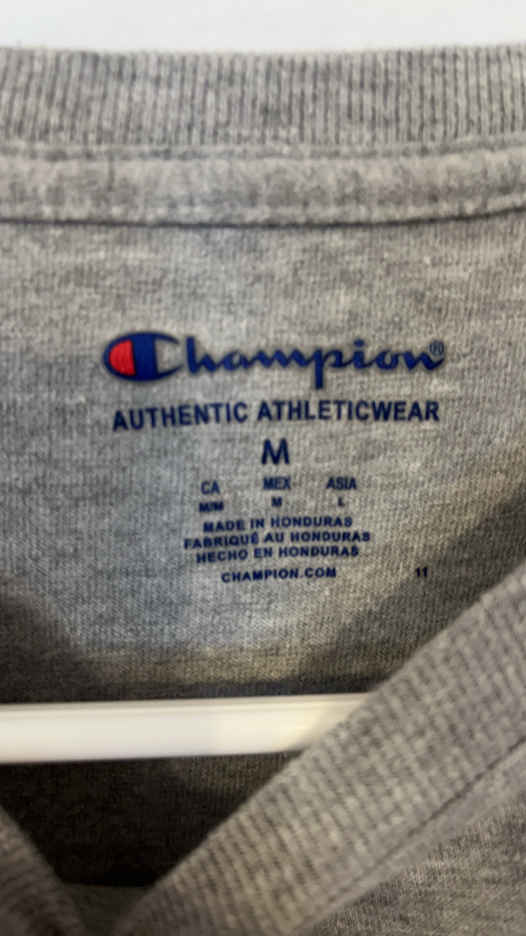 Champion®
AUTHENTIC ATHLETICWEAR
M
CA MEX ASIA
M/M M L
MADE IN HONDURAS
FABRIQUÉ AU HONDURAS
HECHO EN HONDURAS
CHAMPION.COM 11